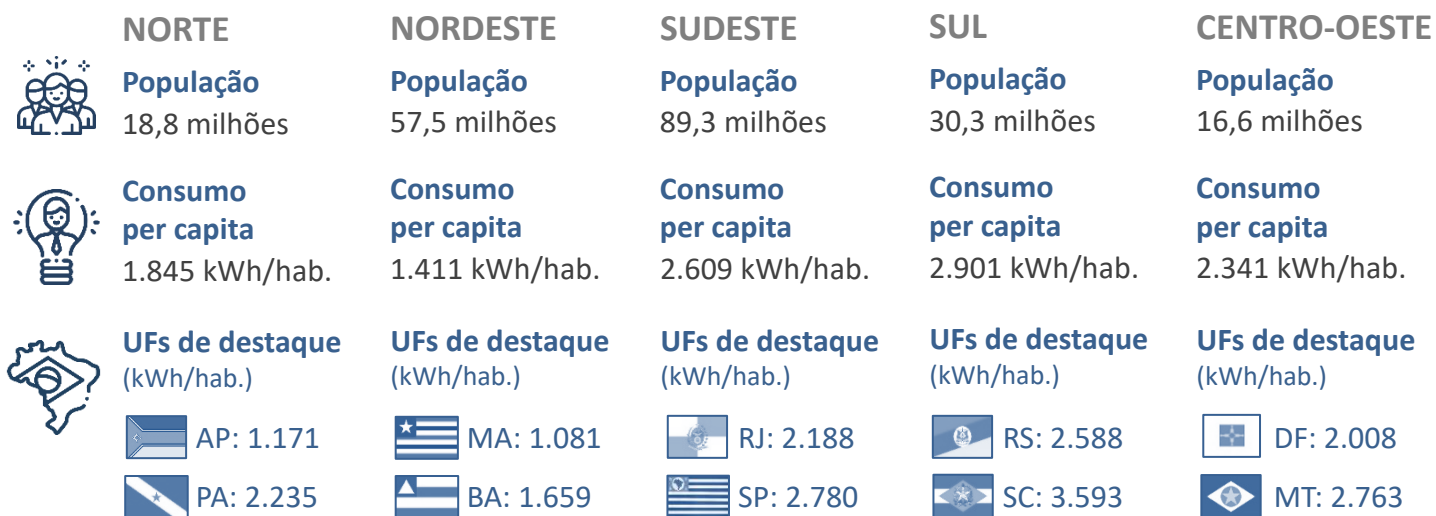 NORTE
População
18,8 milhões
Consumo
per capita
1.845 kWh/hab.
UFs de destaque
(kWh/hab.)
AP: 1.171
PA: 2.235
NORDESTE
População
57,5 milhões
Consumo
per capita
1.411 kWh/hab.
UFs de destaque
(kWh/hab.)
MA: 1.081
BA: 1.659
SUDESTE
População
89,3 milhões
Consumo
per capita
2.609 kWh/hab.
UFs de destaque
(kWh/hab.)
RJ: 2.188
SP: 2.780
SUL
População
30,3 milhões
Consumo
per capita
2.901 kWh/hab.
UFs de destaque
(kWh/hab.)
RS: 2.588
SC: 3.593
CENTRO-OESTE
População
16,6 milhões
Consumo
per capita
2.341 kWh/hab.
UFs de destaque
(kWh/hab.)
DF: 2.008
MT: 2.763